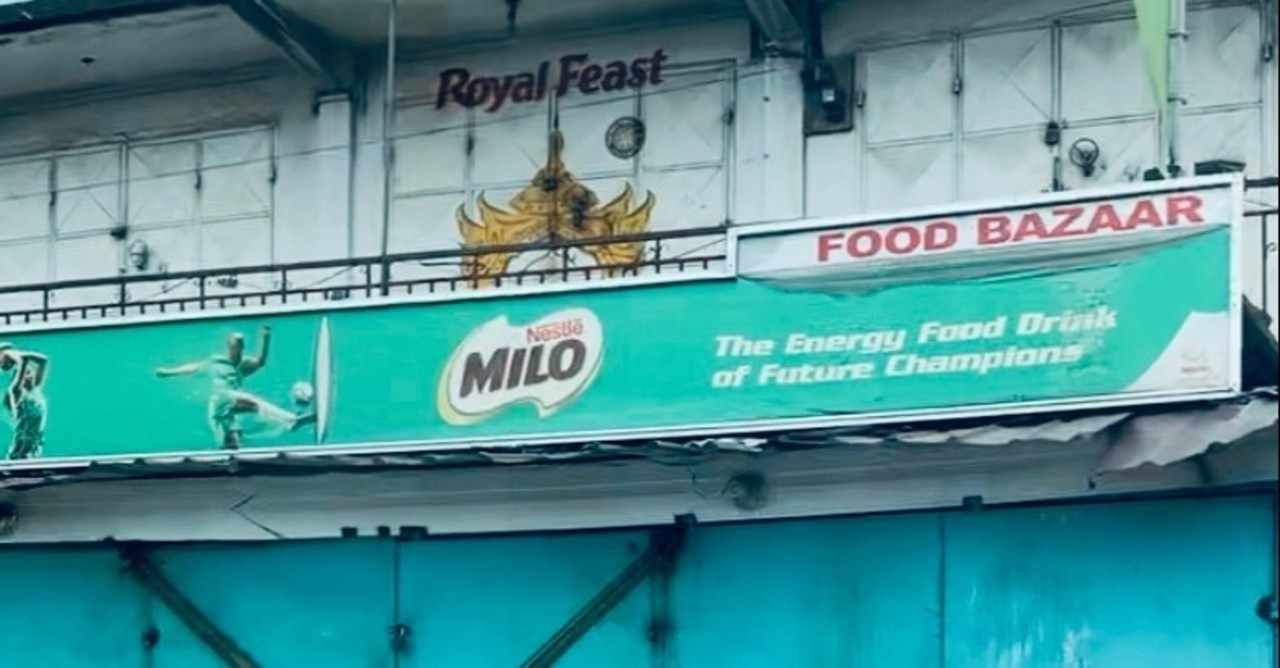 Royal Feast
FOOD BAZAAR
Nestlé
MILO
The Energy Food Drink
of Future Champions